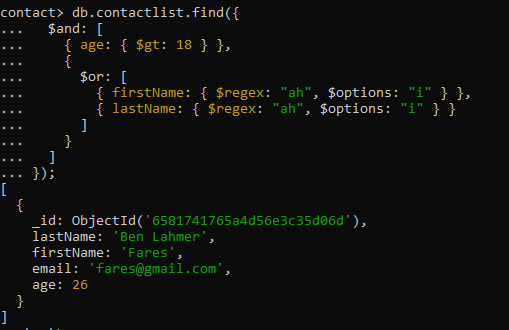 contact> db.contactlist.find({
...   $and: [
...     { age: { $gt: 18 } },
...     {
...       $or: [
...         { firstName: { $regex: "ah", $options: "i" } },
...         { lastName: { $regex: "ah", $options: "i" } }
...       ]
...     }
...   ]
... });
[
  {
    _id: ObjectId('6581741765a4d56e3c35d06d'),
    lastName: 'Ben Lahmer',
    firstName: 'Fares',
    email: 'fares@gmail.com',
    age: 26
  }
]